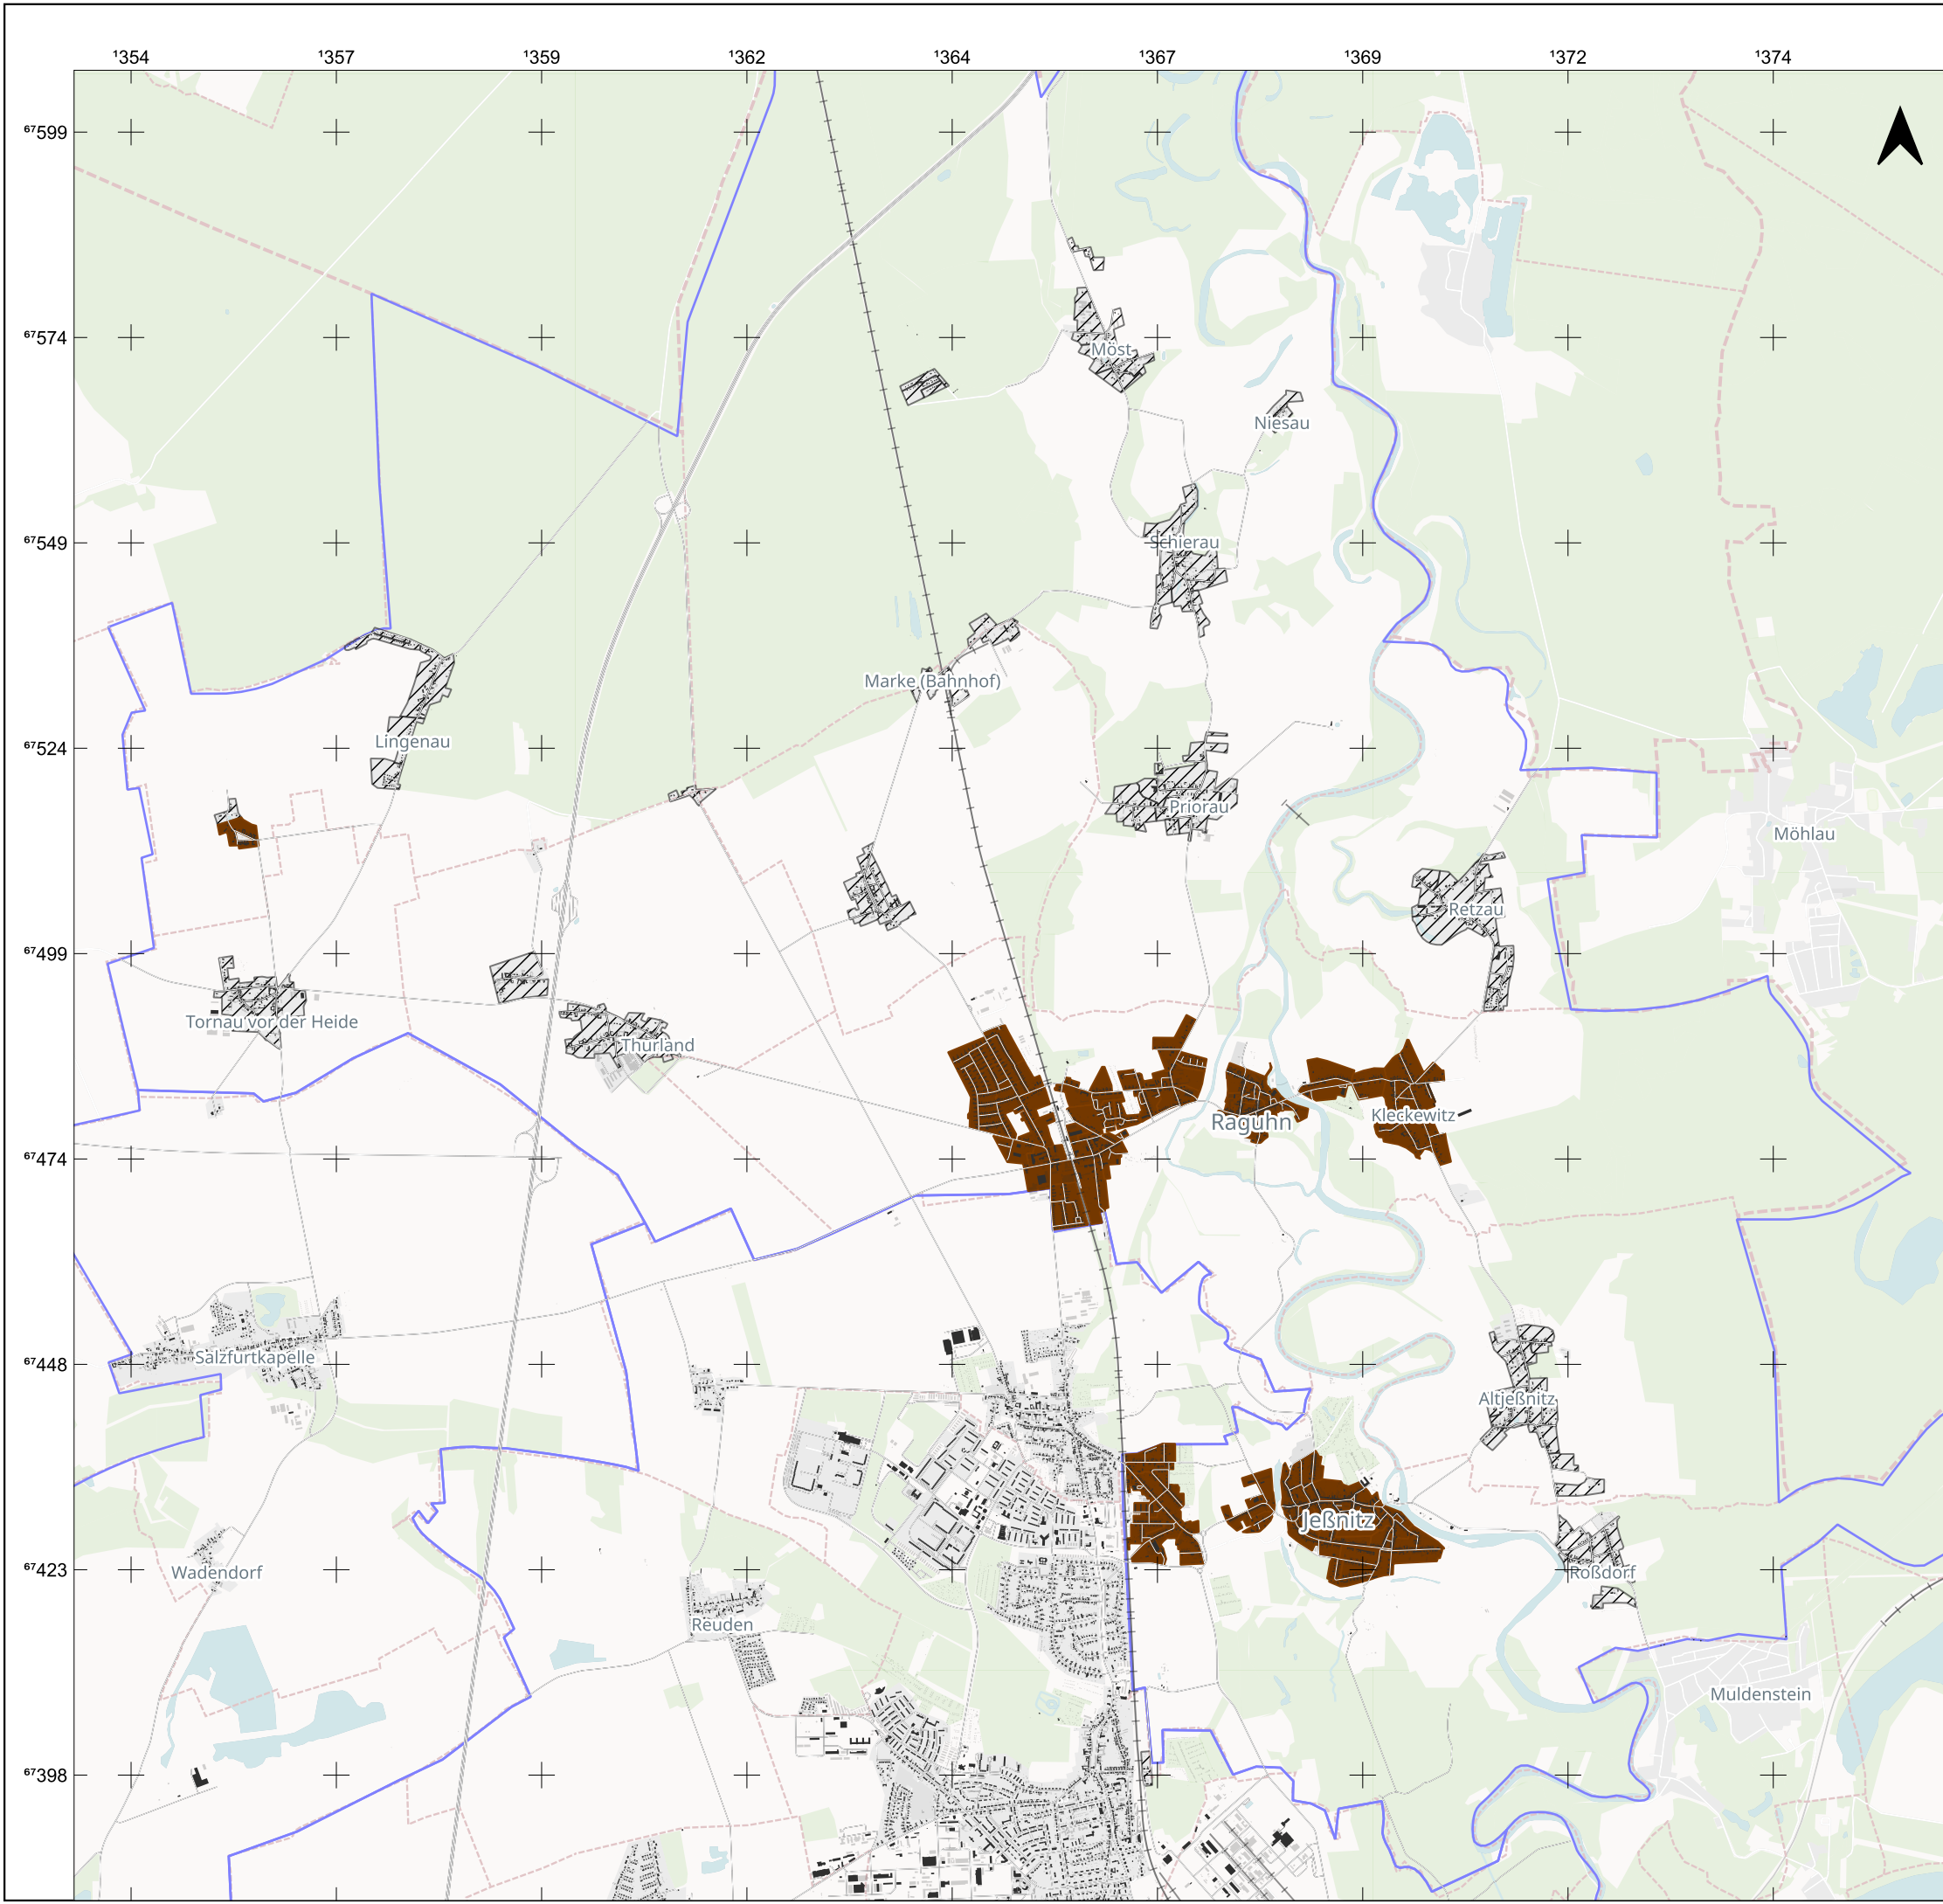 ¹354 ¹357 ¹359 ¹362 ¹364 ¹367 ¹369 ¹372 ¹374
⁶⁷599
⁶⁷574
Möst
Niesau
⁶⁷549
Schierau
Marke (Bahnhof)
⁶⁷524
Lingenau
Priorau
Möhlau
Retzau
⁶⁷499
Tornau vor der Heide
Thurland
Kleckewitz
Raguhn
⁶⁷474
⁶⁷448
Salzfurtkapelle
Altjeßnitz
Jeßnitz
⁶⁷423
Wadendorf
Roßdorf
Reuden
Muldenstein
⁶⁷398